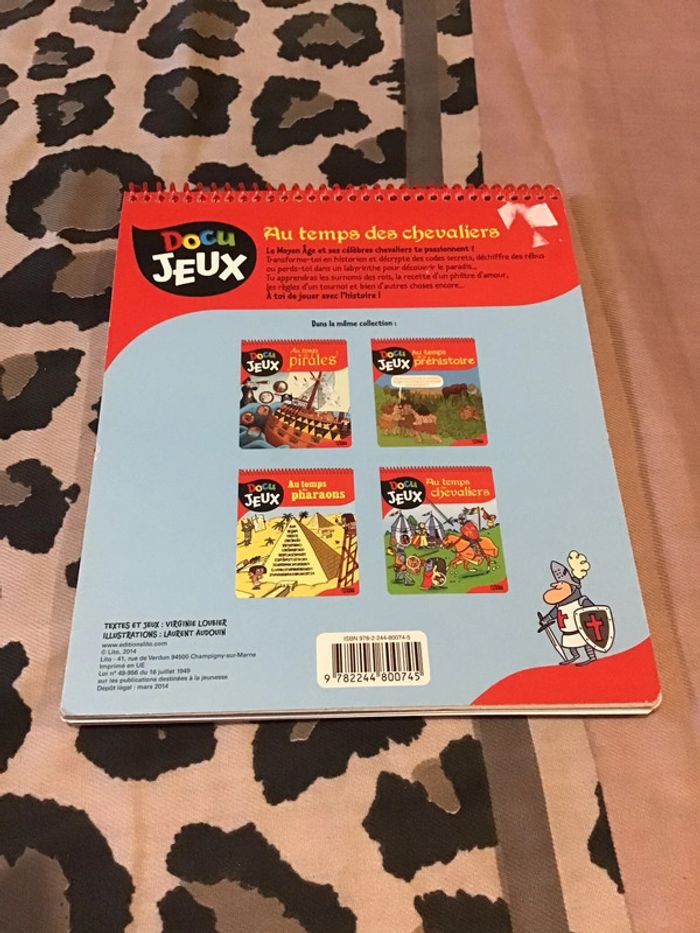 DOCU
JEUX
Au temps des chevaliers
Le Moyen Âge et ses célèbres chevaliers te passionnent ?
Transforme-toi en historien et décrypte des codes secrets, déchiffre des rébus
ou perds-toi dans un labyrinthe pour découvrir le paradis...
Tu apprendras les surnoms des rois, la recette d'un philtre d'amour,
les règles d'un tournoi et bien d'autres choses encore...
À toi de jouer avec l'histoire !
Dans la même collection :
DOCU
JEUX
Au temps
pirates
DOCU
JEUX
Au temps
préhistoire
DOCU
JEUX
Au temps
pharaons
DOCU
JEUX
Au temps
chevaliers
TEXTES ET JEUX : VIRGINIE LOUBIER
ILLUSTRATIONS : LAURENT AUDOUIN
www.editionslito.com
© Lito, 2014
Lito - 41, rue de Verdun 94500 Champigny-sur-Marne
Imprimé en UE
Loi n° 49-956 du 16 juillet 1949
sur les publications destinées à la jeunesse
Dépôt légal : mars 2014
ISBN 978-2-244-80074-5
9 782244 800745